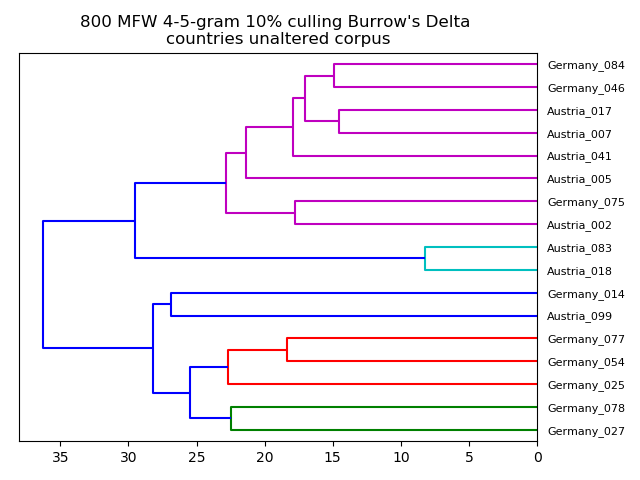 800 MFW 4-5-gram 10% culling Burrow's Delta
countries unaltered corpus
Germany_084
Germany_046
Austria_017
Austria_007
Austria_041
Austria_005
Germany_075
Austria_002
Austria_083
Austria_018
Germany_014
Austria_099
Germany_077
Germany_054
Germany_025
Germany_078
Germany_027
35 30 25 20 15 10 5 0